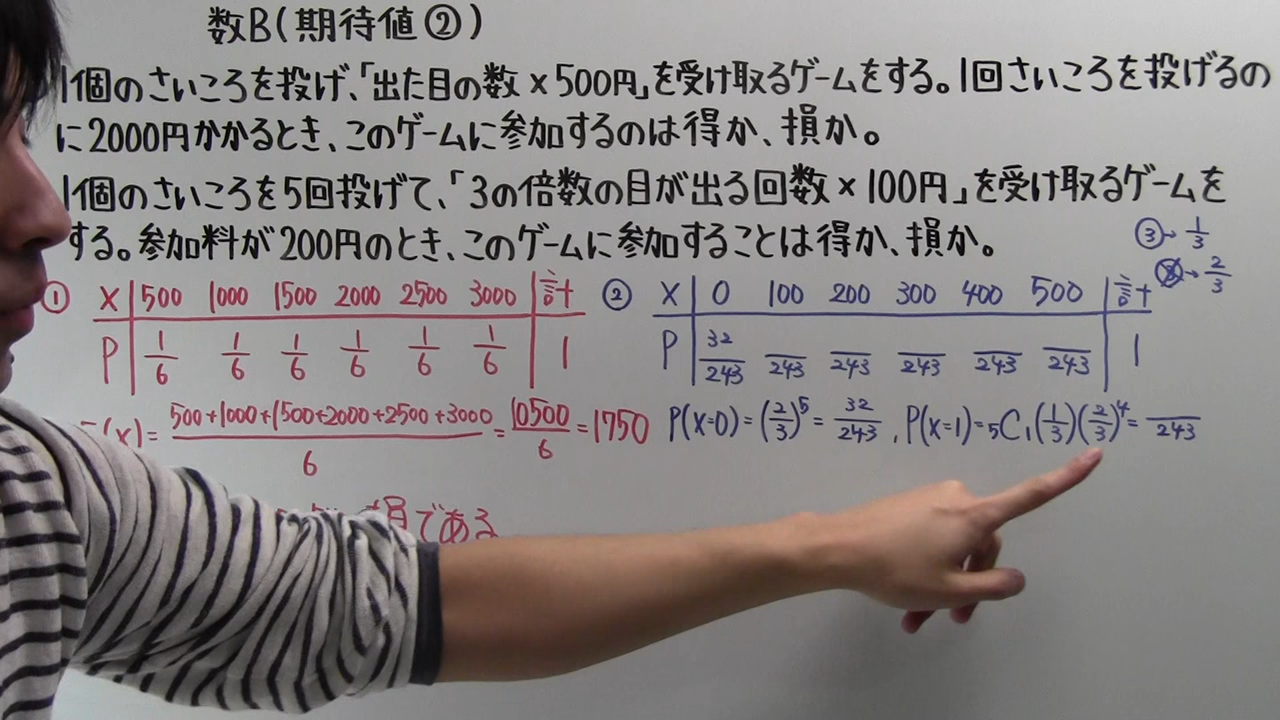 数B(期待値②)
1個のさいころを投げ、「出た目の数×500円」を受け取るゲームをする。1回さいころを投げるの
に2000円かかるとき、このゲームに参加するのは得か、損か。
1個のさいころを5回投げて、「3の倍数の目が出る回数×100円」を受け取るゲームを
する。参加料が200円のとき、このゲームに参加することは得か、損か。
③→ 1/3
→ 2/3
① X 500 1000 1500 2000 2500 3000 計
P 1/6 1/6 1/6 1/6 1/6 1/6 1
(x)= (500+1000+1500+2000+2500+3000)/6 = 10500/6 = 1750
損である
② X 0 100 200 300 400 500 計
P 32/243 /243 /243 /243 /243 /243 1
P(x=0)=(2/3)^5= 32/243 , P(x=1)=₅C₁(1/3)(2/3)^4= /243